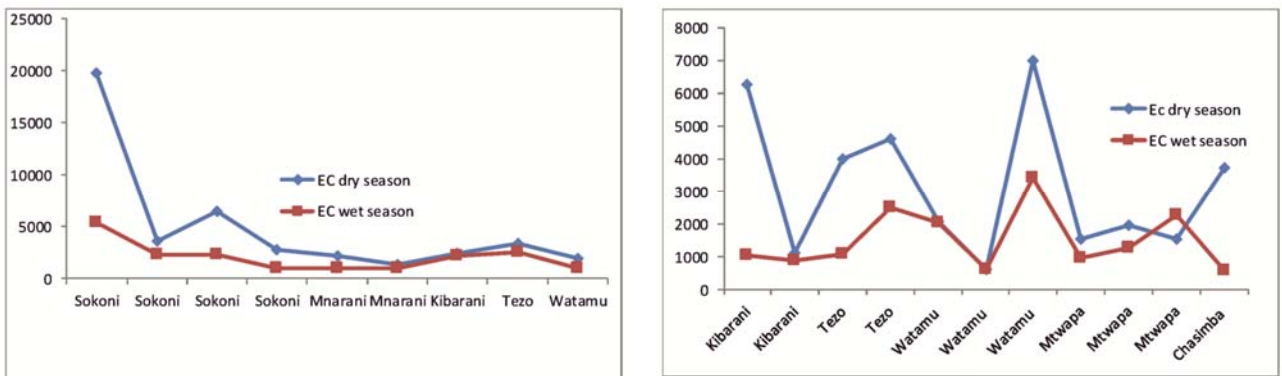 25000
20000
15000
10000
5000
0
EC dry season
EC wet season
Sokoni Sokoni Sokoni Sokoni Mnarani Mnarani Kibarani Tezo Watamu
8000
7000
6000
5000
4000
3000
2000
1000
0
Ec dry season
EC wet season
Kibarani
Kibarani
Tezo
Tezo
Watamu
Watamu
Watamu
Mtwapa
Mtwapa
Mtwapa
Chasimba